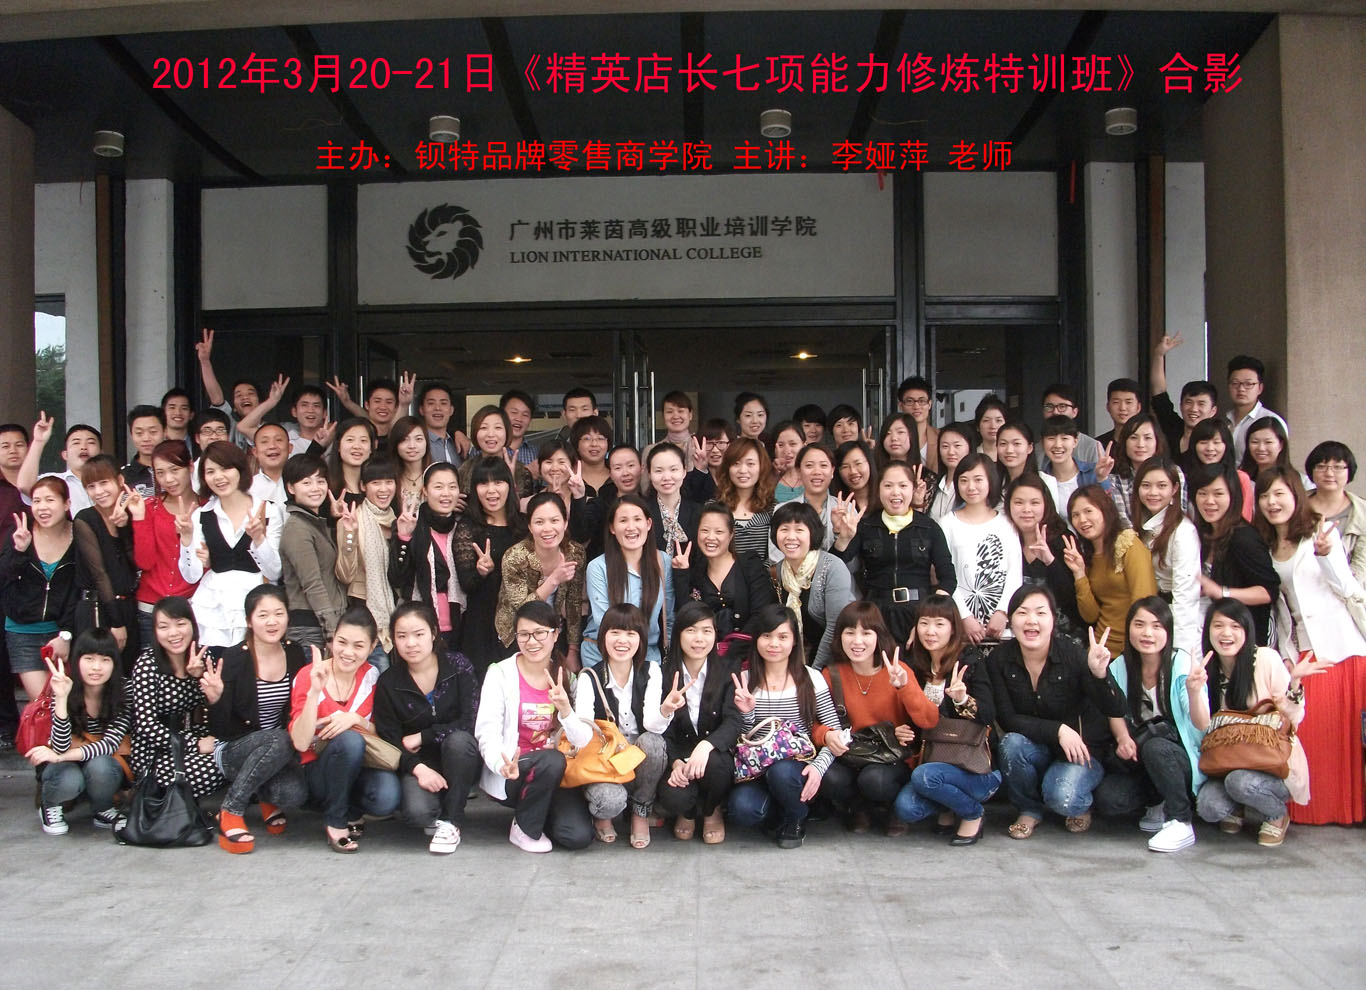 2012年3月20-21日《精英店长七项能力修炼特训班》合影
主办：钡特品牌零售商学院 主讲：李娅萍 老师
广州市莱茵高级职业培训学院
LION INTERNATIONAL COLLEGE